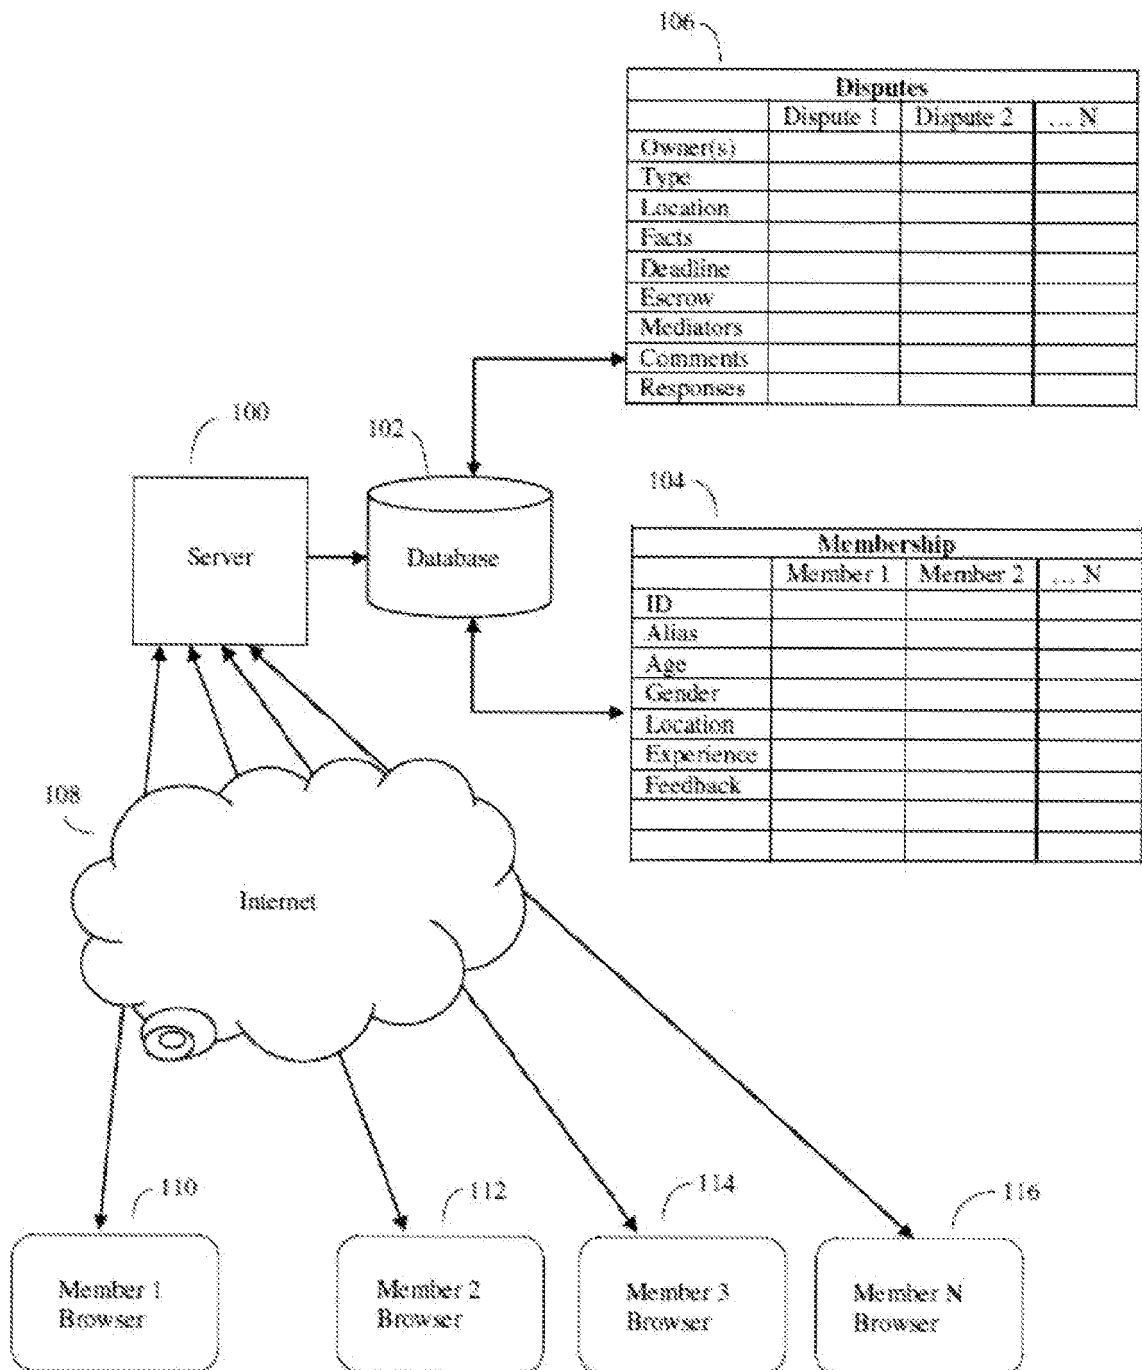 106
Disputes
Dispute 1 Dispute 2 ... N
Owner(s)
Type
Location
Facts
Deadline
Escrow
Mediators
Comments
Responses
100
102
Server
Database
104
Membership
Member 1 Member 2 ... N
ID
Alias
Age
Gender
Location
Experience
Feedback
108
Internet
110
112
114
116
Member 1
Browser
Member 2
Browser
Member 3
Browser
Member N
Browser